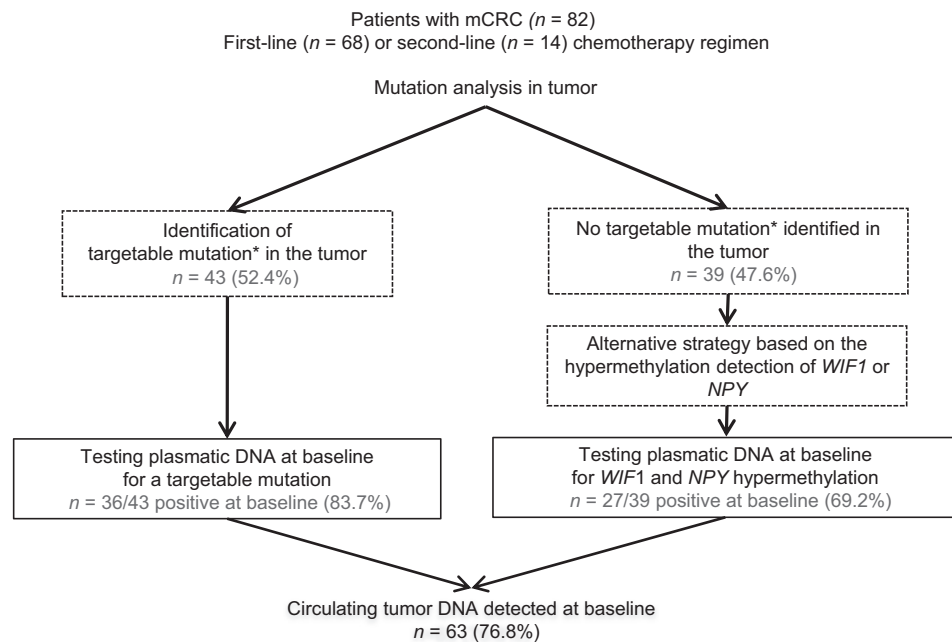 Patients with mCRC (n = 82)
First-line (n = 68) or second-line (n = 14) chemotherapy regimen
Mutation analysis in tumor
Identification of
targetable mutation* in the tumor
n = 43 (52.4%)
No targetable mutation* identified in
the tumor
n = 39 (47.6%)
Alternative strategy based on the
hypermethylation detection of WIF1 or
NPY
Testing plasmatic DNA at baseline
for a targetable mutation
n = 36/43 positive at baseline (83.7%)
Testing plasmatic DNA at baseline
for WIF1 and NPY hypermethylation
n = 27/39 positive at baseline (69.2%)
Circulating tumor DNA detected at baseline
n = 63 (76.8%)